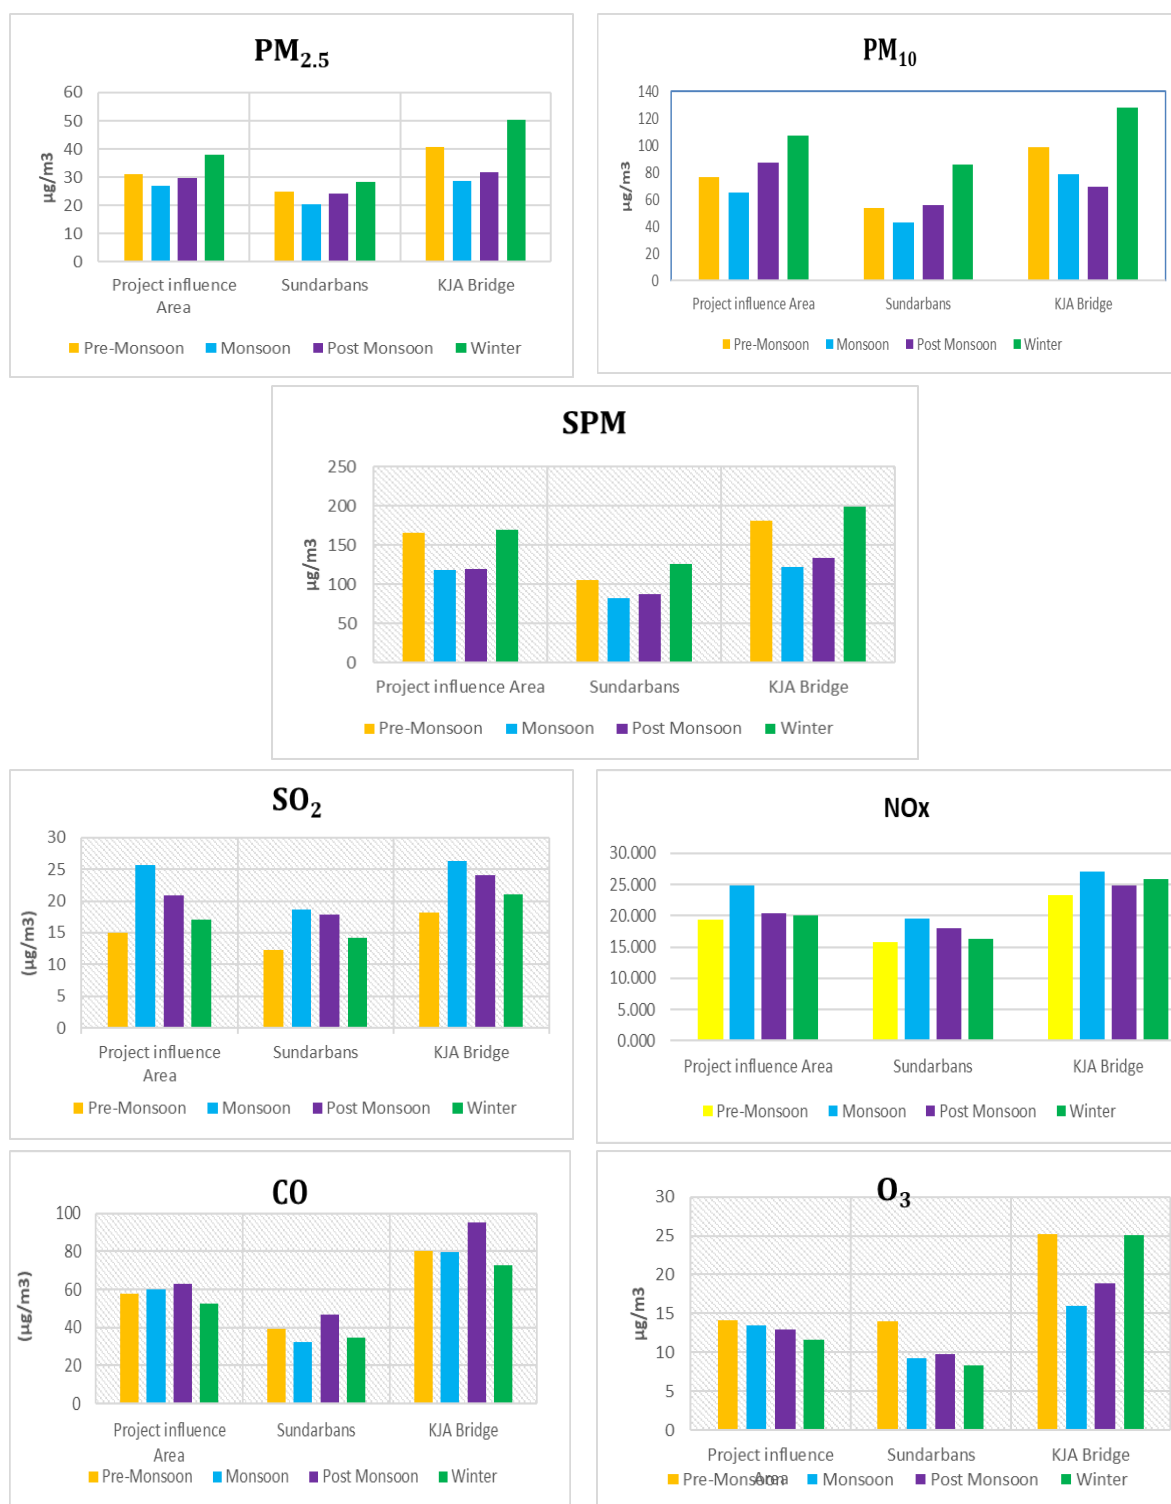 PM2.5
60
50
40
30
20
10
0
µg/m3
Project influence Area
Sundarbans
KJA Bridge
Pre-Monsoon Monsoon Post Monsoon Winter
PM10
140
120
100
80
60
40
20
0
µg/m3
Project influence Area
Sundarbans
KJA Bridge
Pre-Monsoon Monsoon Post Monsoon Winter
SPM
250
200
150
100
50
0
µg/m3
Project influence Area
Sundarbans
KJA Bridge
Pre-Monsoon Monsoon Post Monsoon Winter
SO2
30
25
20
15
10
5
0
(µg/m3)
Project influence Area
Sundarbans
KJA Bridge
Pre-Monsoon Monsoon Post Monsoon Winter
NOx
30.000
25.000
20.000
15.000
10.000
5.000
0.000
Project influence Area
Sundarbans
KJA Bridge
Pre-Monsoon Monsoon Post Monsoon Winter
CO
100
80
60
40
20
0
(µg/m3)
Project influence Area
Sundarbans
KJA Bridge
Pre-Monsoon Monsoon Post Monsoon Winter
O3
30
25
20
15
10
5
0
µg/m3
Project influence Area
Sundarbans
KJA Bridge
Pre-Monsoon Monsoon Post Monsoon Winter